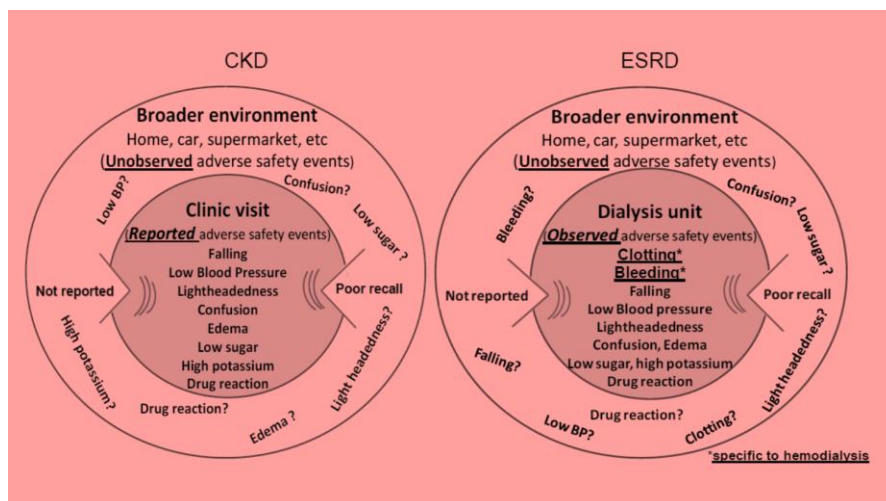 CKD
Broader environment
Home, car, supermarket, etc
(Unobserved adverse safety events)
Low BP?
Confusion?
Low sugar ?
Clinic visit
(Reported adverse safety events)
Falling
Low Blood Pressure
Lightheadedness
Confusion
Edema
Low sugar
High potassium
Drug reaction
Not reported
Poor recall
High potassium?
Drug reaction?
Edema ?
Light headedness?
ESRD
Broader environment
Home, car, supermarket, etc
(Unobserved adverse safety events)
Bleeding?
Confusion?
Low sugar ?
Dialysis unit
(Observed adverse safety events)
Clotting*
Bleeding*
Falling
Low Blood pressure
Lightheadedness
Confusion, Edema
Low sugar, high potassium
Drug reaction
Not reported
Poor recall
Falling?
Low BP?
Drug reaction?
Clotting?
Light headedness?
*specific to hemodialysis